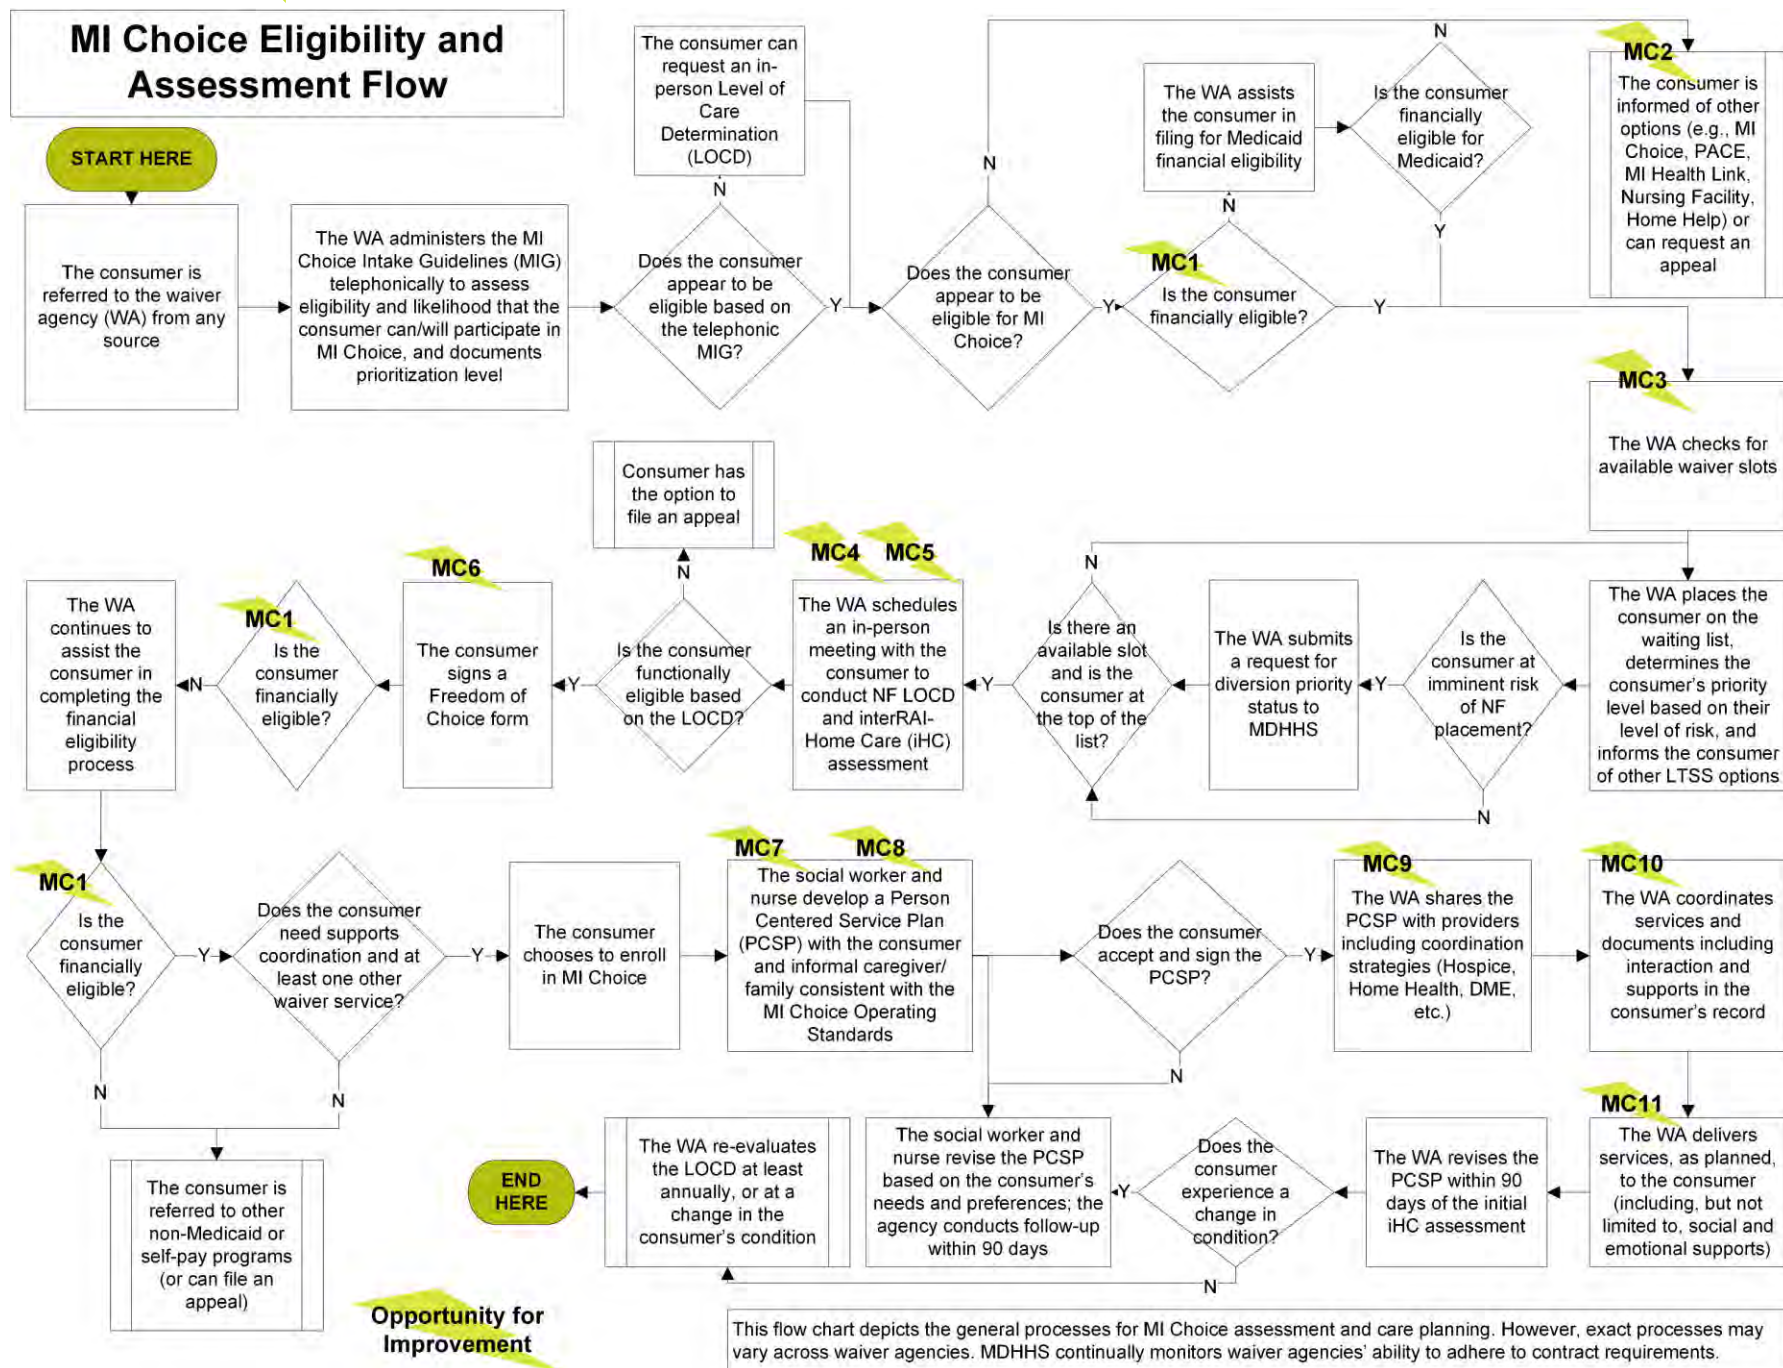 MI Choice Eligibility and
Assessment Flow
START HERE
The consumer is
referred to the waiver
agency (WA) from any
source
The WA administers the MI
Choice Intake Guidelines (MIG)
telephonically to assess
eligibility and likelihood that the
consumer can/will participate in
MI Choice, and documents
prioritization level
The consumer can
request an in-
person Level of
Care
Determination
(LOCD)
N
Does the consumer
appear to be
eligible based on
the telephonic
MIG?
Y
N
Does the consumer
appear to be
eligible for MI
Choice?
Y
The WA assists
the consumer in
filing for Medicaid
financial eligibility
N
MC1
Is the consumer
financially eligible?
Y
N
Is the consumer
financially
eligible for
Medicaid?
Y
MC2
The consumer is
informed of other
options (e.g., MI
Choice, PACE,
MI Health Link,
Nursing Facility,
Home Help) or
can request an
appeal
MC3
The WA checks for
available waiver slots
The WA places the
consumer on the
waiting list,
determines the
consumer's priority
level based on their
level of risk, and
informs the consumer
of other LTSS options
Is the
consumer at
imminent risk
of NF
placement?
Y
N
The WA submits
a request for
diversion priority
status to
MDHHS
N
Is there an
available slot
and is the
consumer at
the top of the
list?
Y
MC4
MC5
The WA schedules
an in-person
meeting with the
consumer to
conduct NF LOCD
and interRAI-
Home Care (iHC)
assessment
Consumer has
the option to
file an appeal
N
Is the consumer
functionally
eligible based
on the LOCD?
Y
MC6
The consumer
signs a
Freedom of
Choice form
MC1
Is the
consumer
financially
eligible?
N
The WA
continues to
assist the
consumer in
completing the
financial
eligibility
process
MC1
Is the
consumer
financially
eligible?
Y
N
Does the consumer
need supports
coordination and at
least one other
waiver service?
Y
N
The consumer is
referred to other
non-Medicaid or
self-pay programs
(or can file an
appeal)
The consumer
chooses to enroll
in MI Choice
MC7
MC8
The social worker and
nurse develop a Person
Centered Service Plan
(PCSP) with the consumer
and informal caregiver/
family consistent with the
MI Choice Operating
Standards
Does the consumer
accept and sign the
PCSP?
Y
N
MC9
The WA shares the
PCSP with providers
including coordination
strategies (Hospice,
Home Health, DME,
etc.)
MC10
The WA coordinates
services and
documents including
interaction and
supports in the
consumer's record
MC11
The WA delivers
services, as planned,
to the consumer
(including, but not
limited to, social and
emotional supports)
The WA revises the
PCSP within 90
days of the initial
iHC assessment
Does the
consumer
experience a
change in
condition?
Y
N
The social worker and
nurse revise the PCSP
based on the consumer's
needs and preferences; the
agency conducts follow-up
within 90 days
The WA re-evaluates
the LOCD at least
annually, or at a
change in the
consumer's condition
END
HERE
Opportunity for
Improvement
This flow chart depicts the general processes for MI Choice assessment and care planning. However, exact processes may
vary across waiver agencies. MDHHS continually monitors waiver agencies' ability to adhere to contract requirements.